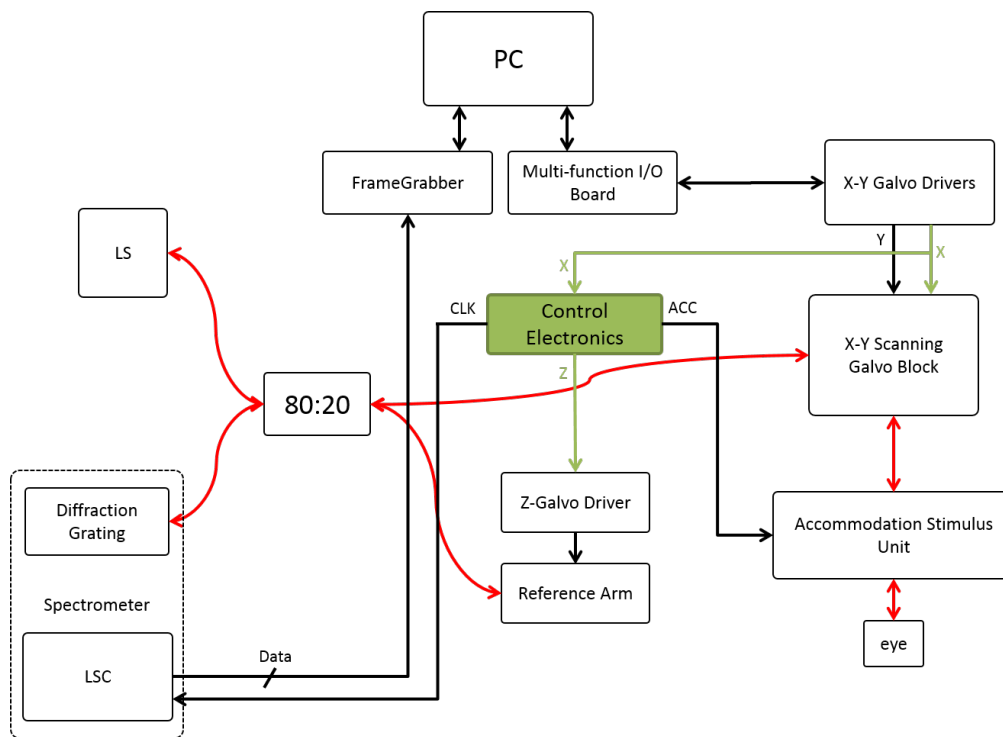 PC
FrameGrabber
Multi-function I/O
Board
X-Y Galvo Drivers
LS
Y
X
X
CLK
Control
Electronics
ACC
X-Y Scanning
Galvo Block
Z
80:20
Diffraction
Grating
Z-Galvo Driver
Accommodation Stimulus
Unit
Spectrometer
Reference Arm
eye
LSC
Data